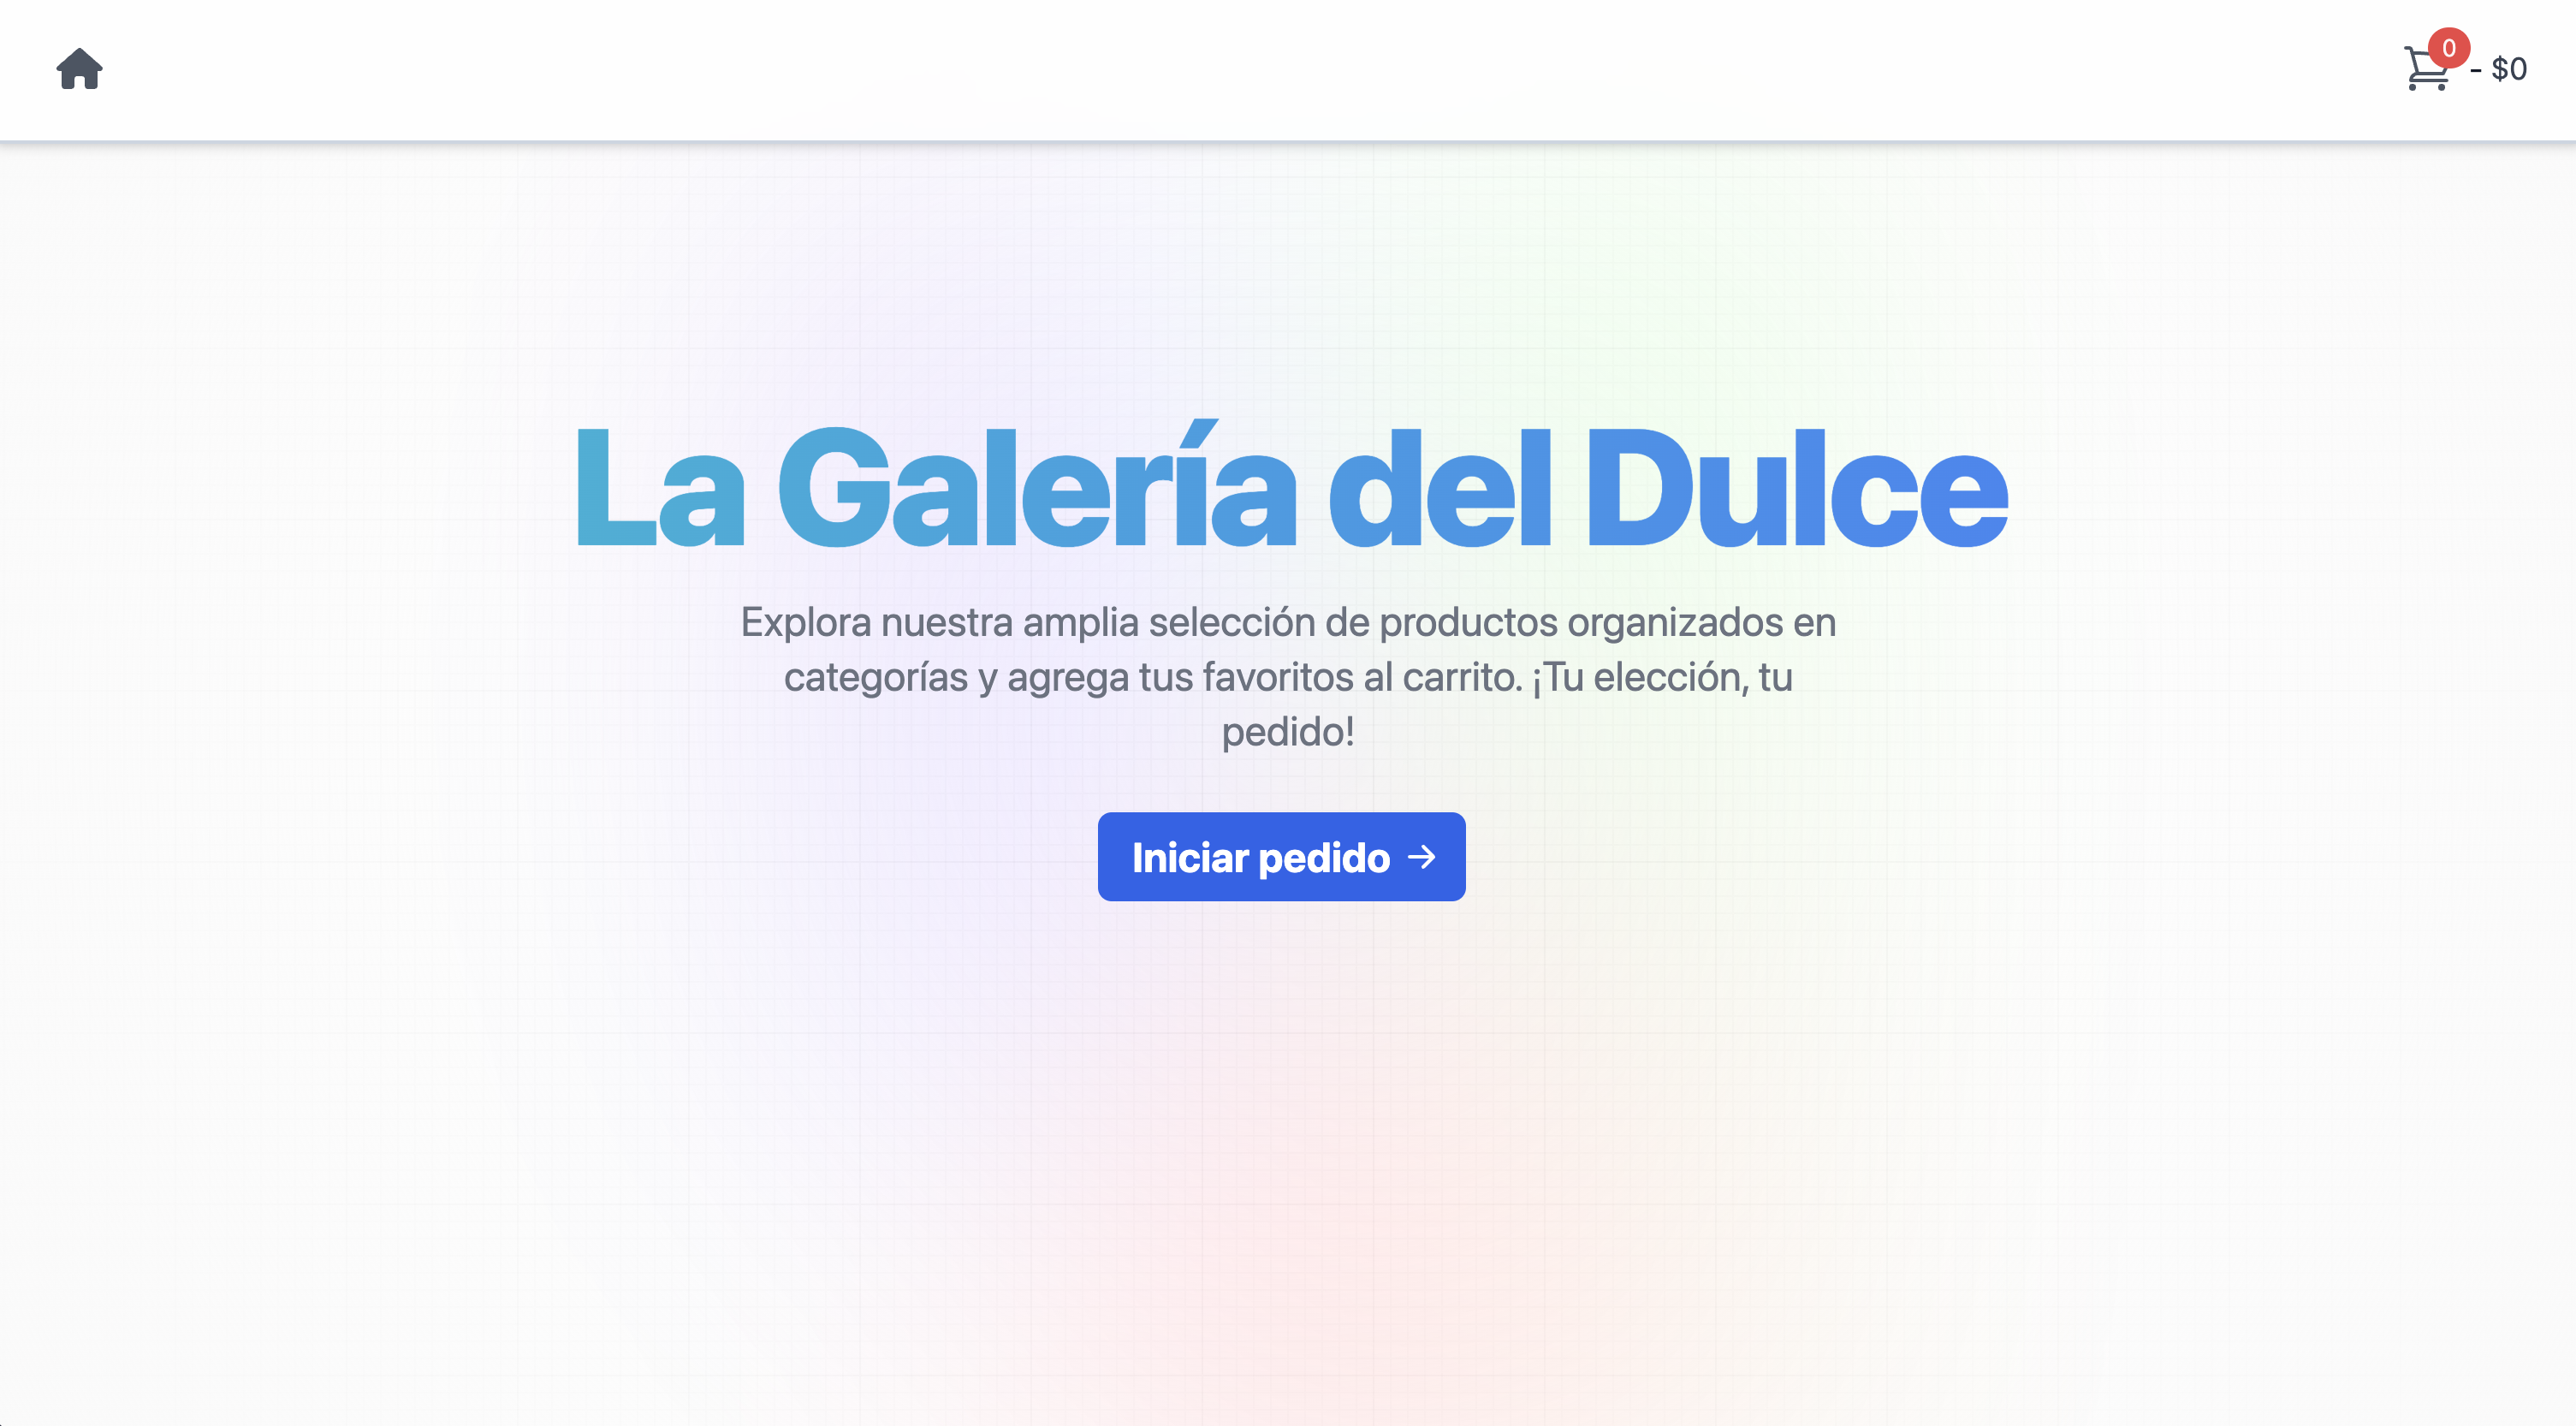 0
- $0
La Galería del Dulce
Explora nuestra amplia selección de productos organizados en
categorías y agrega tus favoritos al carrito. ¡Tu elección, tu
pedido!
Iniciar pedido